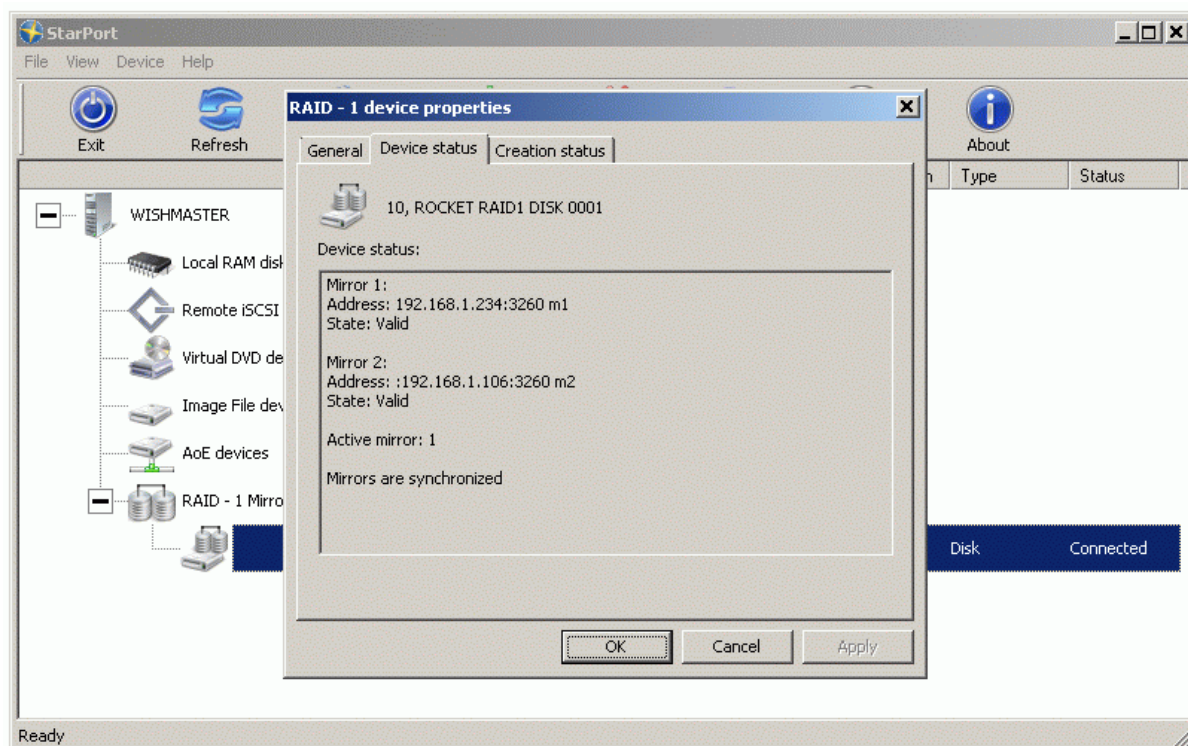 StarPort
File View Device Help
Exit Refresh About
RAID - 1 device properties
General Device status Creation status
Type Status
10, ROCKET RAID1 DISK 0001
Device status:
Mirror 1:
Address: 192.168.1.234:3260 m1
State: Valid
Mirror 2:
Address: :192.168.1.106:3260 m2
State: Valid
Active mirror: 1
Mirrors are synchronized
WISHMASTER
Local RAM disk
Remote iSCSI
Virtual DVD de
Image File dev
AoE devices
RAID - 1 Mirro
Disk Connected
OK Cancel Apply
Ready